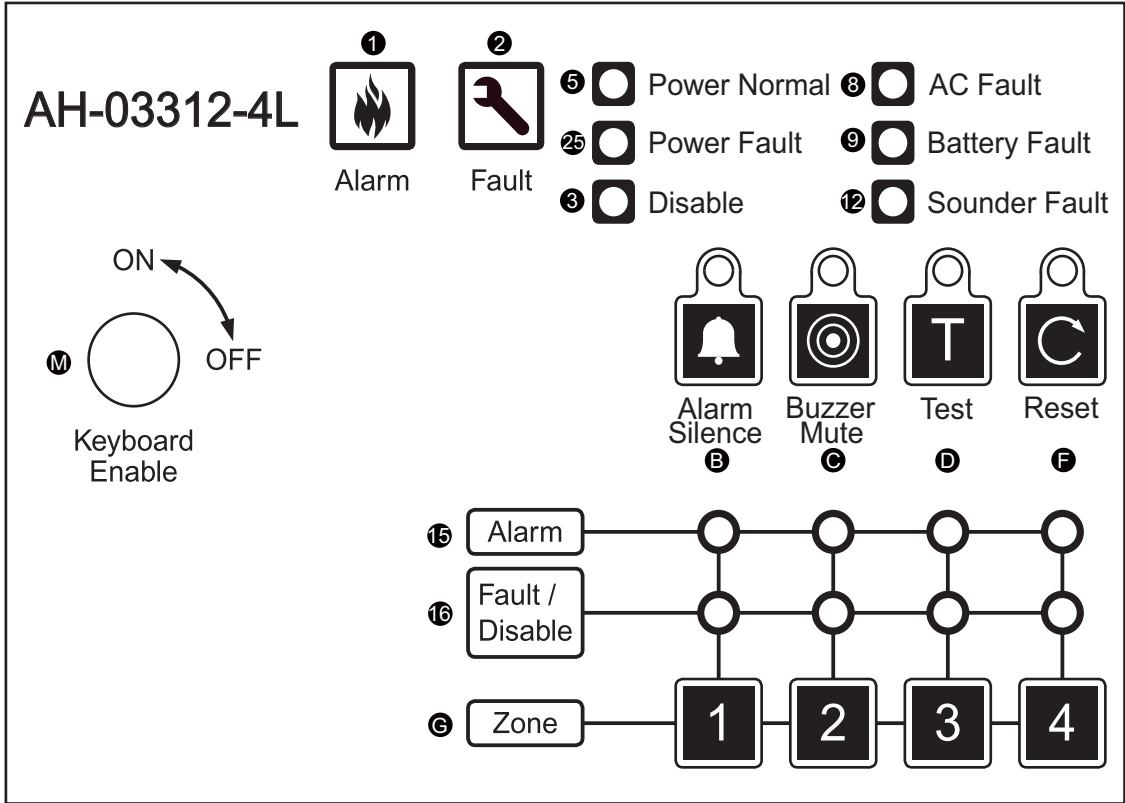 1
2
AH-03312-4L
Alarm
Fault
5 Power Normal
8 AC Fault
25 Power Fault
9 Battery Fault
3 Disable
12 Sounder Fault
ON
OFF
M
Keyboard
Enable
Alarm
Silence
B
Buzzer
Mute
C
T
Test
D
Reset
F
15 Alarm
16 Fault /
Disable
G Zone
1 2 3 4